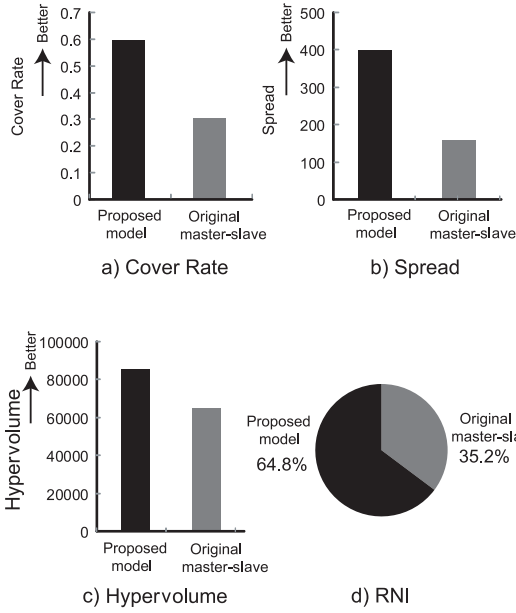 0.7
0.6
0.5
0.4
0.3
0.2
0.1
0
Cover Rate
Better
Proposed model
Original master-slave
a) Cover Rate
500
400
300
200
100
0
Spread
Better
Proposed model
Original master-slave
b) Spread
100000
80000
60000
40000
20000
0
Hypervolume
Better
Proposed model
Original master-slave
c) Hypervolume
Proposed
model
64.8%
Original
master-sla
35.2%
d) RNI